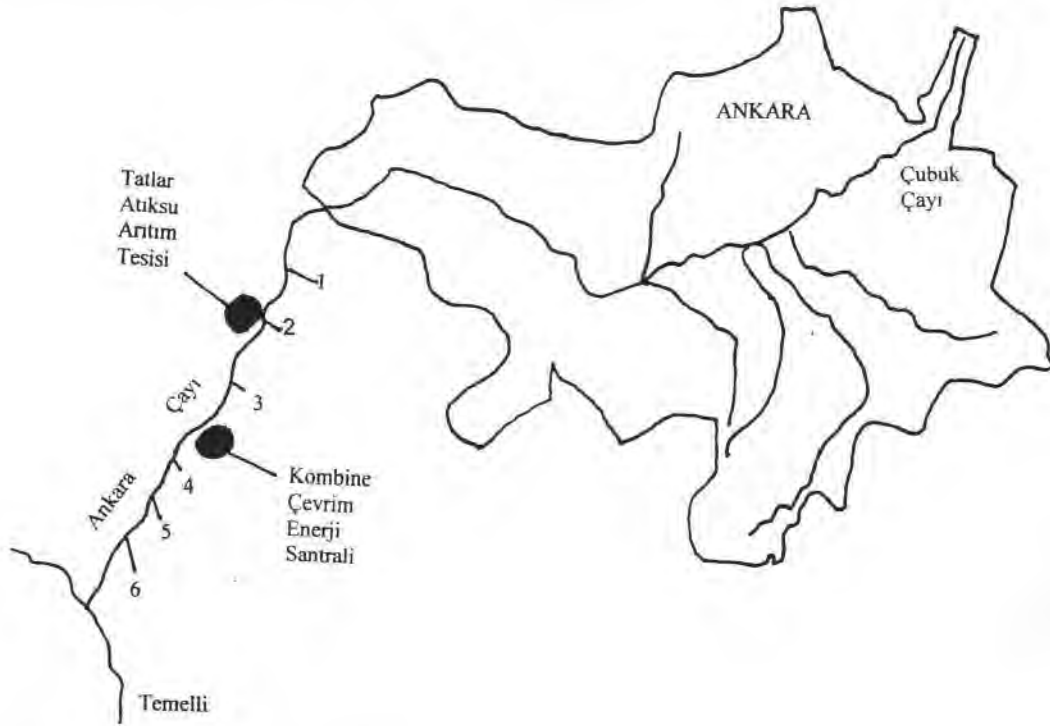 ANKARA
Çubuk
Çayı
Tatlar
Atıksu
Arıtım
Tesisi
1
2
3
Çayı
Ankara
4
5
6
Kombine
Çevrim
Enerji
Santrali
Temelli